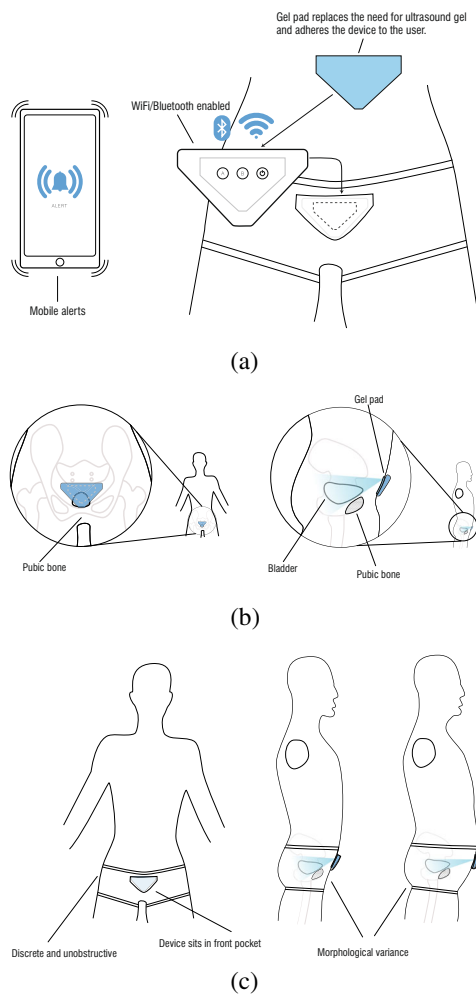 Gel pad replaces the need for ultrasound gel
and adheres the device to the user.
WiFi/Bluetooth enabled
A B
ALERT
Mobile alerts
(a)
Gel pad
Pubic bone
Bladder
Pubic bone
(b)
Discrete and unobstructive
Device sits in front pocket
Morphological variance
(c)